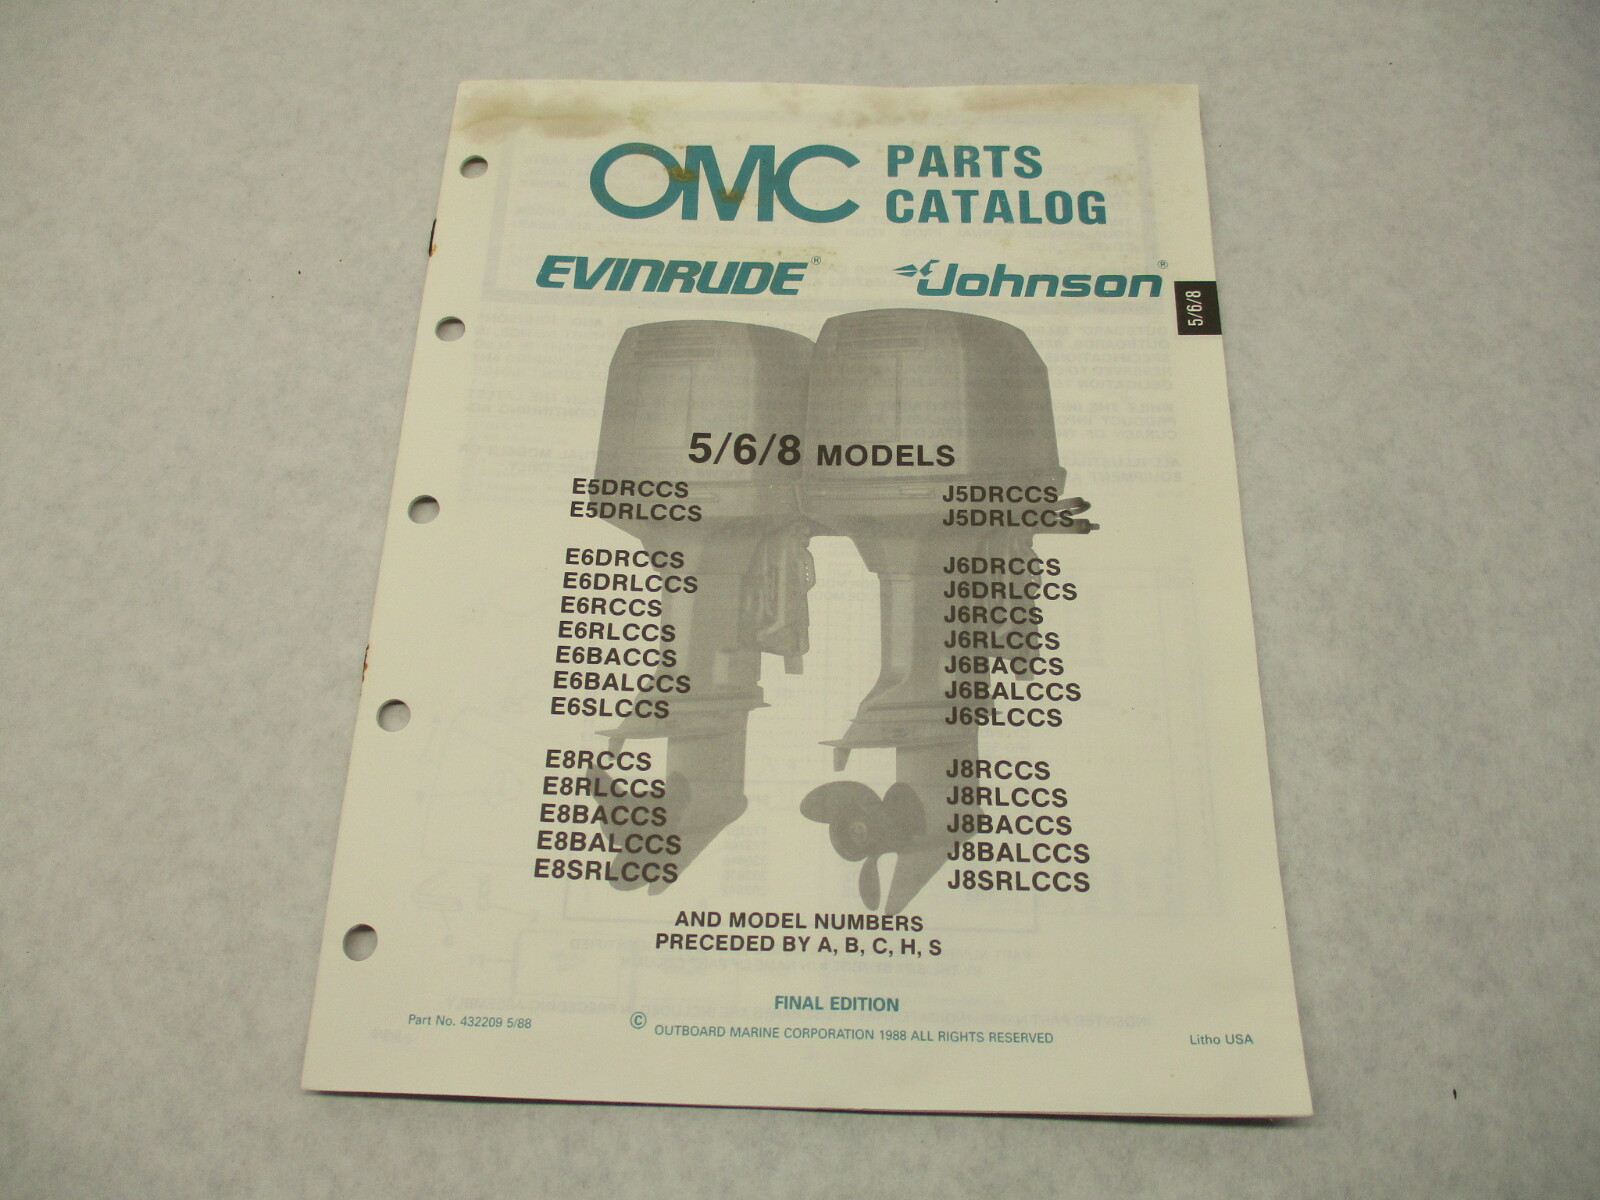 OMC PARTS CATALOG
EVINRUDE® Johnson®
5/6/8
5/6/8 MODELS
E5DRCCS
E5DRLCCS
E6DRCCS
E6DRLCCS
E6RCCS
E6RLCCS
E6BACCS
E6BALCCS
E6SLCCS
E8RCCS
E8RLCCS
E8BACCS
E8BALCCS
E8SRLCCS
J5DRCCS
J5DRLCCS
J6DRCCS
J6DRLCCS
J6RCCS
J6RLCCS
J6BACCS
J6BALCCS
J6SLCCS
J8RCCS
J8RLCCS
J8BACCS
J8BALCCS
J8SRLCCS
AND MODEL NUMBERS
PRECEDED BY A, B, C, H, S
FINAL EDITION
Part No. 432209 5/88
© OUTBOARD MARINE CORPORATION 1988 ALL RIGHTS RESERVED
Litho USA